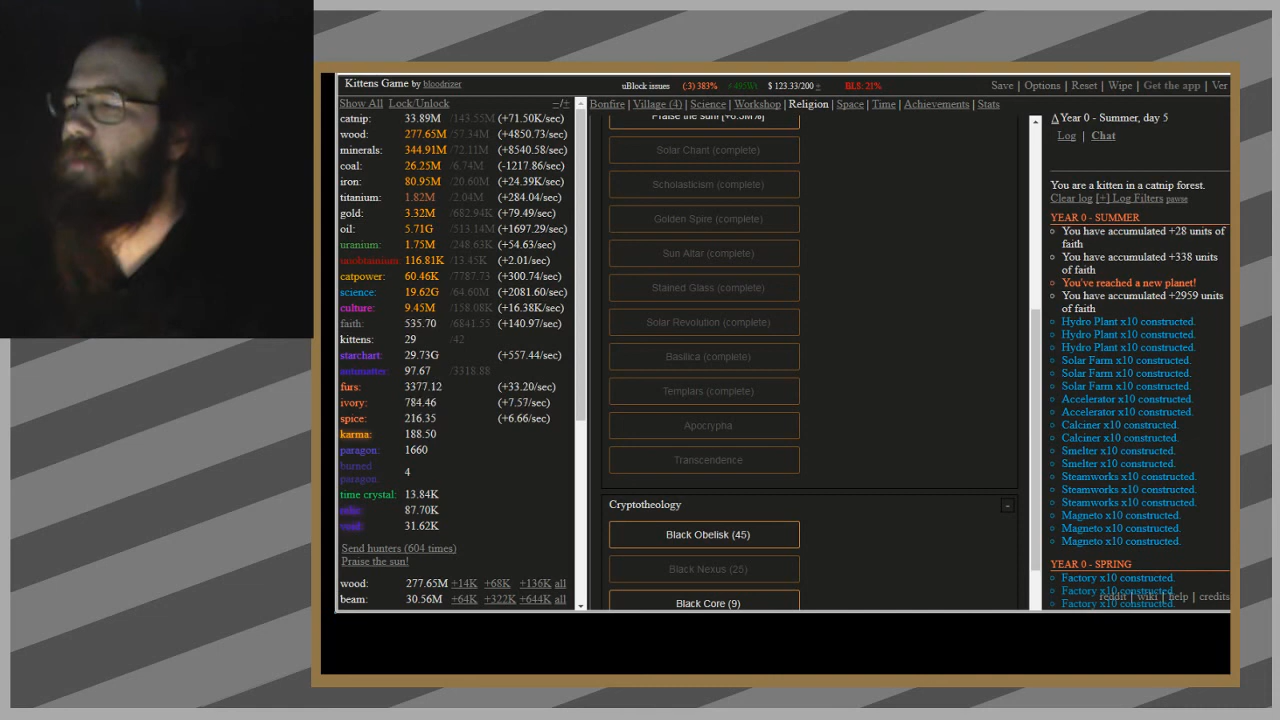 Kittens Game by bloodrizer
uBlock issues (:3) 383% $ 123.33/200 ± BLS: 21%
Save | Options | Reset | Wipe | Get the app | Ver
Show All Lock/Unlock −/+
Bonfire | Village (4) | Science | Workshop | Religion | Space | Time | Achievements | Stats
catnip: 33.89M /143.55M (+71.50K/sec)
wood: 277.65M /57.34M (+4850.73/sec)
minerals: 344.91M /72.11M (+8540.58/sec)
coal: 26.25M /6.74M (-1217.86/sec)
iron: 80.95M /20.60M (+24.39K/sec)
titanium: 1.82M /2.04M (+284.04/sec)
gold: 3.32M /682.94K (+79.49/sec)
oil: 5.71G /513.14M (+1697.29/sec)
uranium: 1.75M /248.63K (+54.63/sec)
unobtainium: 116.81K /13.45K (+2.01/sec)
catpower: 60.46K /7787.73 (+300.74/sec)
science: 19.62G /64.60M (+2081.60/sec)
culture: 9.45M /158.08K (+16.38K/sec)
faith: 535.70 /6841.55 (+140.97/sec)
kittens: 29 /42
starchart: 29.73G (+557.44/sec)
antimatter: 97.67 /3318.88
furs: 3377.12 (+33.20/sec)
ivory: 784.46 (+7.57/sec)
spice: 216.35 (+6.66/sec)
karma: 188.50
paragon: 1660
burned
paragon: 4
time crystal: 13.84K
relic: 87.70K
void: 31.62K
Send hunters (604 times)
Praise the sun!
wood: 277.65M +14K +68K +136K all
beam: 30.56M +64K +322K +644K all
Praise the sun! [+6.5M%]
Solar Chant (complete)
Scholasticism (complete)
Golden Spire (complete)
Sun Altar (complete)
Stained Glass (complete)
Solar Revolution (complete)
Basilica (complete)
Templars (complete)
Apocrypha
Transcendence
Cryptotheology -
Black Obelisk (45)
Black Nexus (25)
Black Core (9)
Year 0 - Summer, day 5
Log | Chat
You are a kitten in a catnip forest.
Clear log [+] Log Filters pause
YEAR 0 - SUMMER
You have accumulated +28 units of
faith
You have accumulated +338 units
of faith
You've reached a new planet!
You have accumulated +2959 units
of faith
Hydro Plant x10 constructed.
Hydro Plant x10 constructed.
Hydro Plant x10 constructed.
Solar Farm x10 constructed.
Solar Farm x10 constructed.
Solar Farm x10 constructed.
Accelerator x10 constructed.
Accelerator x10 constructed.
Calciner x10 constructed.
Calciner x10 constructed.
Smelter x10 constructed.
Smelter x10 constructed.
Steamworks x10 constructed.
Steamworks x10 constructed.
Steamworks x10 constructed.
Magneto x10 constructed.
Magneto x10 constructed.
Magneto x10 constructed.
YEAR 0 - SPRING
Factory x10 constructed.
Factory x10 constructed.
Factory x10 constructed.
reddit | wiki | help | credits